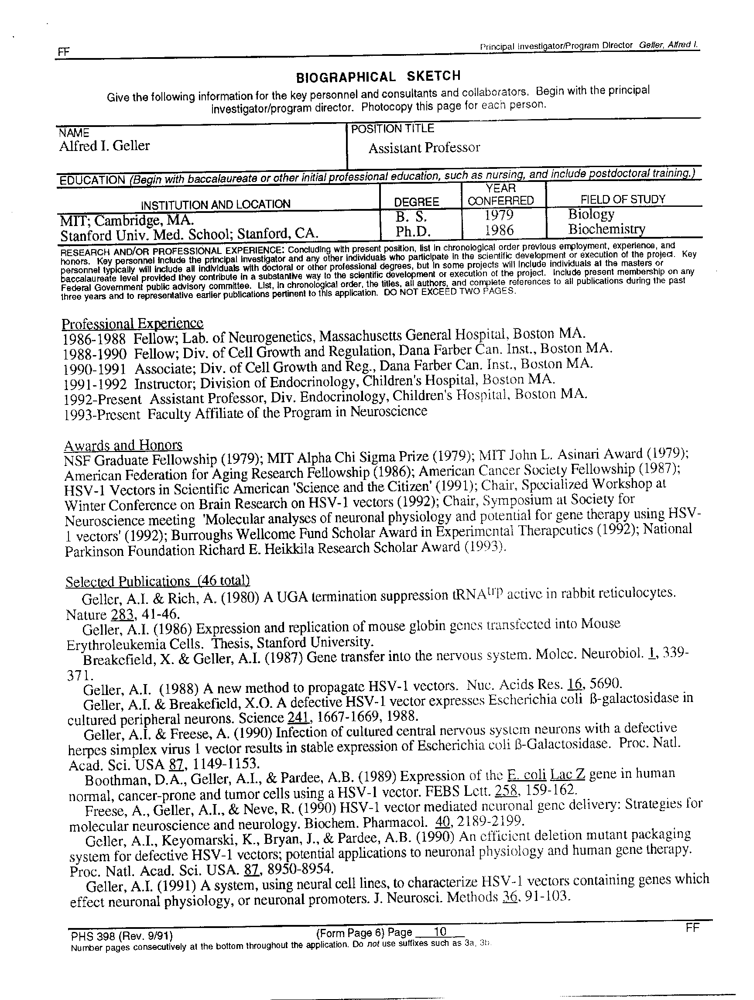 FF
Principal Investigator/Program Director Geller, Alfred I.
BIOGRAPHICAL SKETCH
Give the following information for the key personnel and consultants and collaborators. Begin with the principal
investigator/program director. Photocopy this page for each person.
NAME
Alfred I. Geller
POSITION TITLE
Assistant Professor
EDUCATION (Begin with baccalaureate or other initial professional education, such as nursing, and include postdoctoral training.)
INSTITUTION AND LOCATION DEGREE YEAR CONFERRED FIELD OF STUDY
MIT; Cambridge, MA. B. S. 1979 Biology
Stanford Univ. Med. School; Stanford, CA. Ph.D. 1986 Biochemistry
RESEARCH AND/OR PROFESSIONAL EXPERIENCE: Concluding with present position, list in chronological order previous employment, experience, and
honors. Key personnel include the principal investigator and any other individuals who participate in the scientific development or execution of the project. Key
personnel typically will include all individuals with doctoral or other professional degrees, but in some projects will include individuals at the masters or
baccalaureate level provided they contribute in a substantive way to the scientific development or execution of the project. Include present membership on any
Federal Government public advisory committee. List, in chronological order, the titles, all authors, and complete references to all publications during the past
three years and to representative earlier publications pertinent to this application. DO NOT EXCEED TWO PAGES.
Professional Experience
1986-1988 Fellow; Lab. of Neurogenetics, Massachusetts General Hospital, Boston MA.
1988-1990 Fellow; Div. of Cell Growth and Regulation, Dana Farber Can. Inst., Boston MA.
1990-1991 Associate; Div. of Cell Growth and Reg., Dana Farber Can. Inst., Boston MA.
1991-1992 Instructor; Division of Endocrinology, Children's Hospital, Boston MA.
1992-Present Assistant Professor, Div. Endocrinology, Children's Hospital, Boston MA.
1993-Present Faculty Affiliate of the Program in Neuroscience
Awards and Honors
NSF Graduate Fellowship (1979); MIT Alpha Chi Sigma Prize (1979); MIT John L. Asinari Award (1979);
American Federation for Aging Research Fellowship (1986); American Cancer Society Fellowship (1987);
HSV-1 Vectors in Scientific American 'Science and the Citizen' (1991); Chair, Specialized Workshop at
Winter Conference on Brain Research on HSV-1 vectors (1992); Chair, Symposium at Society for
Neuroscience meeting 'Molecular analyses of neuronal physiology and potential for gene therapy using HSV-
1 vectors' (1992); Burroughs Wellcome Fund Scholar Award in Experimental Therapeutics (1992); National
Parkinson Foundation Richard E. Heikkila Research Scholar Award (1993).
Selected Publications (46 total)
Geller, A.I. & Rich, A. (1980) A UGA termination suppression tRNAtrp active in rabbit reticulocytes.
Nature 283, 41-46.
Geller, A.I. (1986) Expression and replication of mouse globin genes transfected into Mouse
Erythroleukemia Cells. Thesis, Stanford University.
Breakefield, X. & Geller, A.I. (1987) Gene transfer into the nervous system. Molec. Neurobiol. 1, 339-
371.
Geller, A.I. (1988) A new method to propagate HSV-1 vectors. Nuc. Acids Res. 16, 5690.
Geller, A.I. & Breakefield, X.O. A defective HSV-1 vector expresses Escherichia coli ß-galactosidase in
cultured peripheral neurons. Science 241, 1667-1669, 1988.
Geller, A.I. & Freese, A. (1990) Infection of cultured central nervous system neurons with a defective
herpes simplex virus 1 vector results in stable expression of Escherichia coli ß-Galactosidase. Proc. Natl.
Acad. Sci. USA 87, 1149-1153.
Boothman, D.A., Geller, A.I., & Pardee, A.B. (1989) Expression of the E. coli Lac Z gene in human
normal, cancer-prone and tumor cells using a HSV-1 vector. FEBS Lett. 258, 159-162.
Freese, A., Geller, A.I., & Neve, R. (1990) HSV-1 vector mediated neuronal gene delivery: Strategies for
molecular neuroscience and neurology. Biochem. Pharmacol. 40, 2189-2199.
Geller, A.I., Keyomarski, K., Bryan, J., & Pardee, A.B. (1990) An efficient deletion mutant packaging
system for defective HSV-1 vectors; potential applications to neuronal physiology and human gene therapy.
Proc. Natl. Acad. Sci. USA. 87, 8950-8954.
Geller, A.I. (1991) A system, using neural cell lines, to characterize HSV-1 vectors containing genes which
effect neuronal physiology, or neuronal promoters. J. Neurosci. Methods 36, 91-103.
PHS 398 (Rev. 9/91) (Form Page 6) Page 10 FF
Number pages consecutively at the bottom throughout the application. Do not use suffixes such as 3a, 3b.